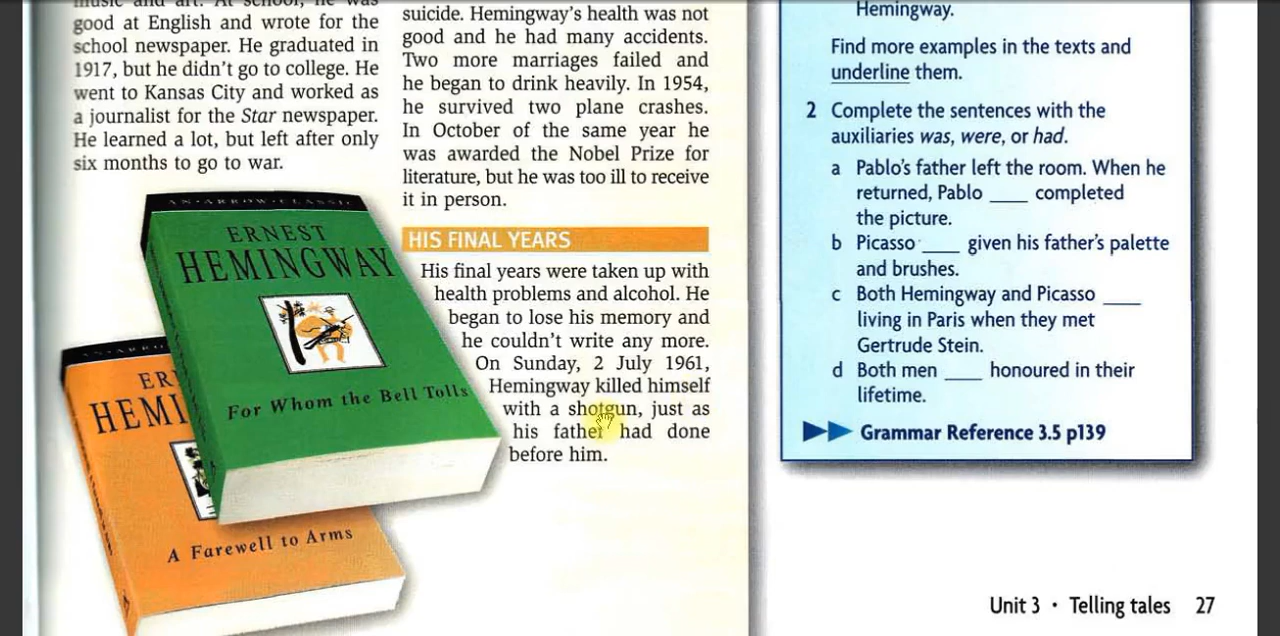 good at English and wrote for the
school newspaper. He graduated in
1917, but he didn't go to college. He
went to Kansas City and worked as
a journalist for the Star newspaper.
He learned a lot, but left after only
six months to go to war.
suicide. Hemingway's health was not
good and he had many accidents.
Two more marriages failed and
he began to drink heavily. In 1954,
he survived two plane crashes.
In October of the same year he
was awarded the Nobel Prize for
literature, but he was too ill to receive
it in person.
HIS FINAL YEARS
His final years were taken up with
health problems and alcohol. He
began to lose his memory and
he couldn't write any more.
On Sunday, 2 July 1961,
Hemingway killed himself
with a shotgun, just as
his father had done
before him.
AN·ARROW·CLASSIC
ERNEST
HEMINGWAY
For Whom the Bell Tolls
ER
HEMI
A Farewell to Arms
Hemingway.
Find more examples in the texts and
underline them.
2 Complete the sentences with the
auxiliaries was, were, or had.
a Pablo's father left the room. When he
returned, Pablo ____ completed
the picture.
b Picasso ____ given his father's palette
and brushes.
c Both Hemingway and Picasso ____
living in Paris when they met
Gertrude Stein.
d Both men ____ honoured in their
lifetime.
Grammar Reference 3.5 p139
Unit 3 · Telling tales 27